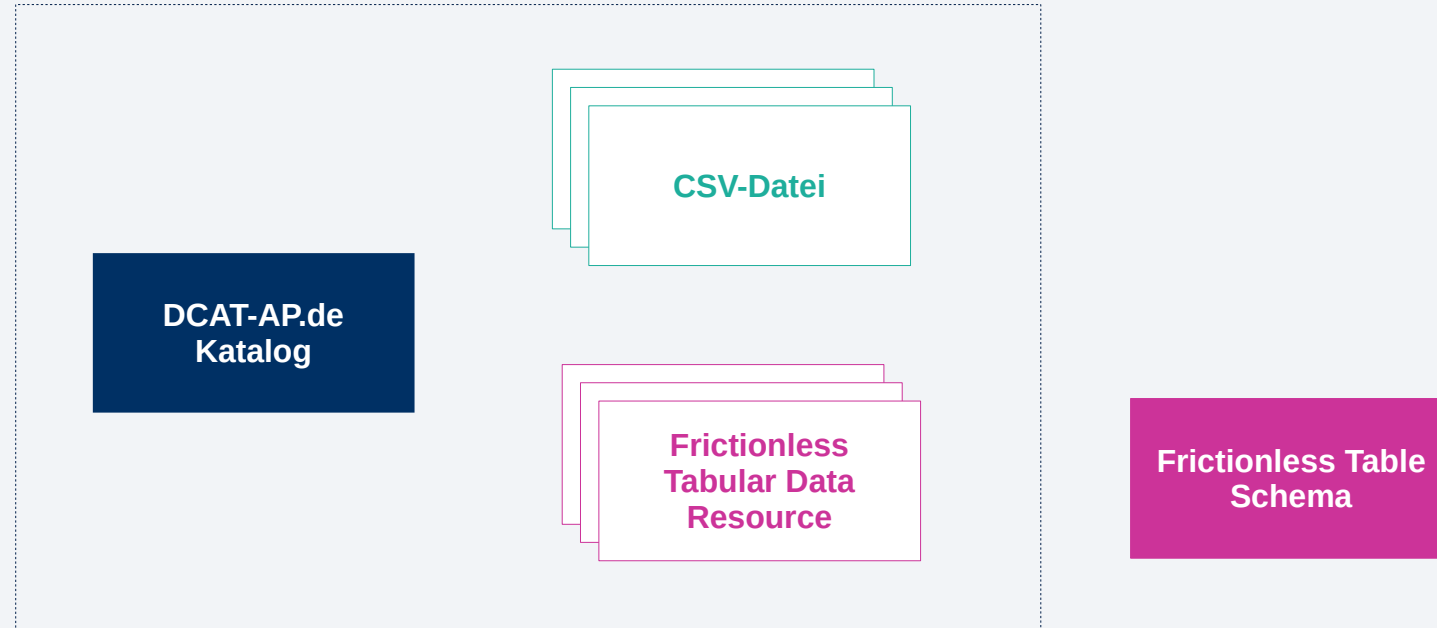 CSV-Datei
DCAT-AP.de
Katalog
Frictionless
Tabular Data
Resource
Frictionless Table
Schema